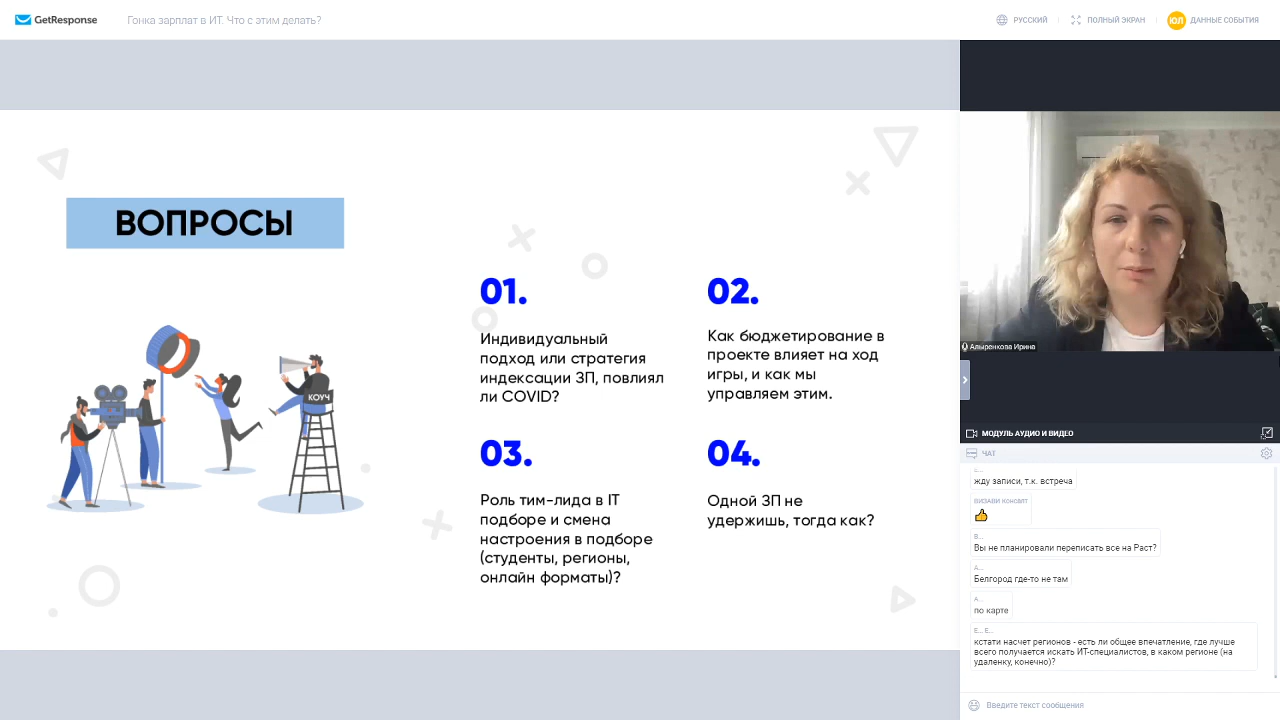 GetResponse
Гонка зарплат в ИТ. Что с этим делать?
РУССКИЙ
ПОЛНЫЙ ЭКРАН
ЮЛ
ДАННЫЕ СОБЫТИЯ
ВОПРОСЫ
КОУЧ
01.
Индивидуальный
подход или стратегия
индексации ЗП, повлиял
ли COVID?
02.
Как бюджетирование в
проекте влияет на ход
игры, и как мы
управляем этим.
03.
Роль тим-лида в IT
подборе и смена
настроения в подборе
(студенты, регионы,
онлайн форматы)?
04.
Одной ЗП не
удержишь, тогда как?
Алыренкова Ирина
МОДУЛЬ АУДИО И ВИДЕО
ЧАТ
жду записи, т.к. встреча
ВИЗАВИ Консалт
В...
Вы не планировали переписать все на Раст?
А...
Белгород где-то не там
А...
по карте
Е... Е...
кстати насчет регионов - есть ли общее впечатление, где лучше
всего получается искать ИТ-специалистов, в каком регионе (на
удаленку, конечно)?
Введите текст сообщения